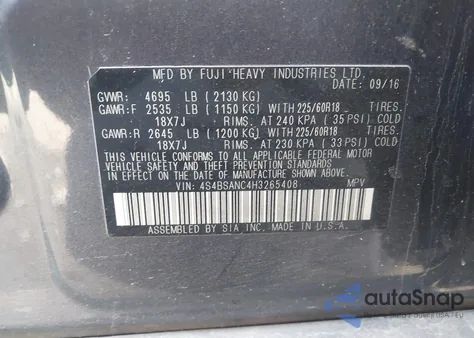 MFD BY FUJI HEAVY INDUSTRIES LTD.
DATE: 09/16
GVWR: 4695 LB (2130 KG)
GAWR:F 2535 LB (1150 KG) WITH 225/60R18 TIRES.
18X7J RIMS. AT 240 KPA (35 PSI) COLD
GAWR:R 2645 LB (1200 KG) WITH 225/60R18 TIRES.
18X7J RIMS. AT 230 KPA (33 PSI) COLD
THIS VEHICLE CONFORMS TO ALL APPLICABLE FEDERAL MOTOR
VEHICLE SAFETY AND THEFT PREVENTION STANDARDS
IN EFFECT ON THE DATE OF MANUFACTURE SHOWN ABOVE.
VIN: 4S4BSANC4H3265408 MPV
ASSEMBLED BY SIA INC. MADE IN U.S.A.
autoSnap